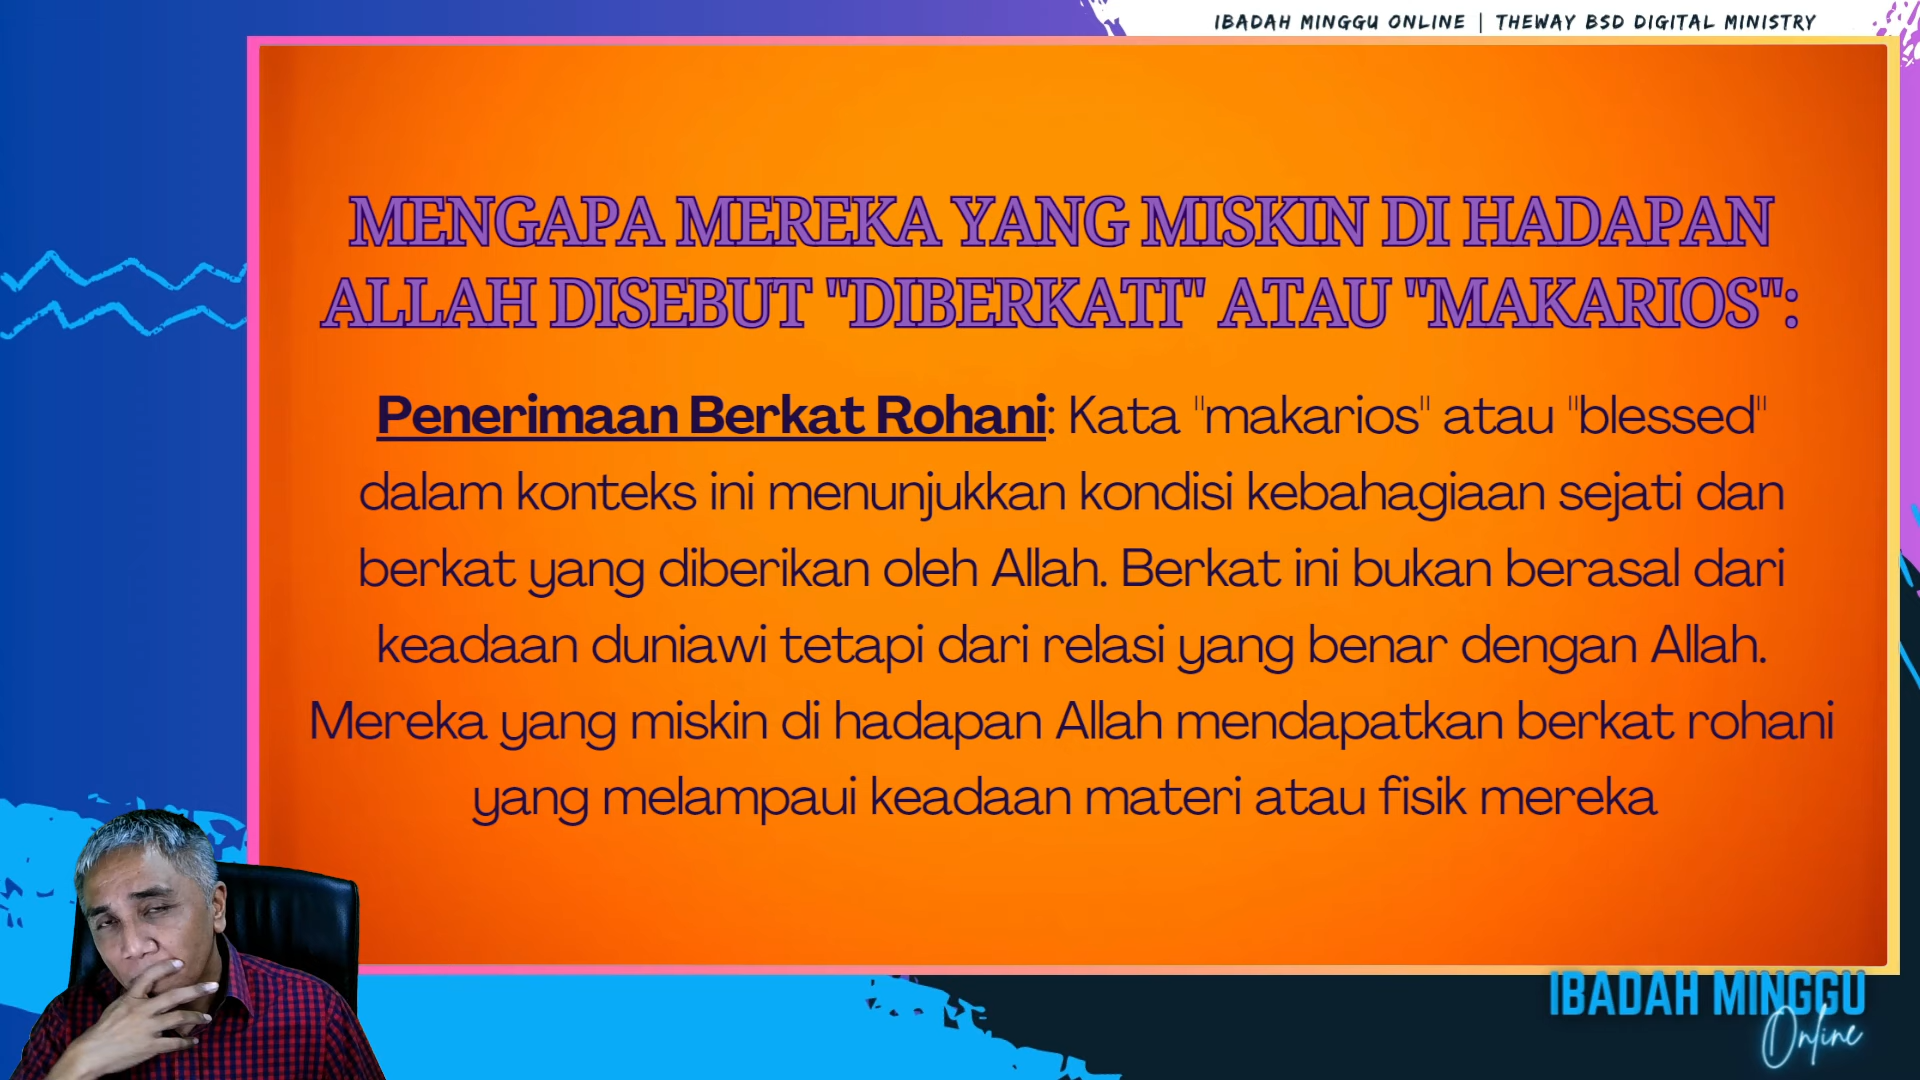 IBADAH MINGGU ONLINE | THEWAY BSD DIGITAL MINISTRY
MENGAPA MEREKA YANG MISKIN DI HADAPAN
ALLAH DISEBUT "DIBERKATI" ATAU "MAKARIOS":
Penerimaan Berkat Rohani: Kata "makarios" atau "blessed"
dalam konteks ini menunjukkan kondisi kebahagiaan sejati dan
berkat yang diberikan oleh Allah. Berkat ini bukan berasal dari
keadaan duniawi tetapi dari relasi yang benar dengan Allah.
Mereka yang miskin di hadapan Allah mendapatkan berkat rohani
yang melampaui keadaan materi atau fisik mereka
IBADAH MINGGU
Online